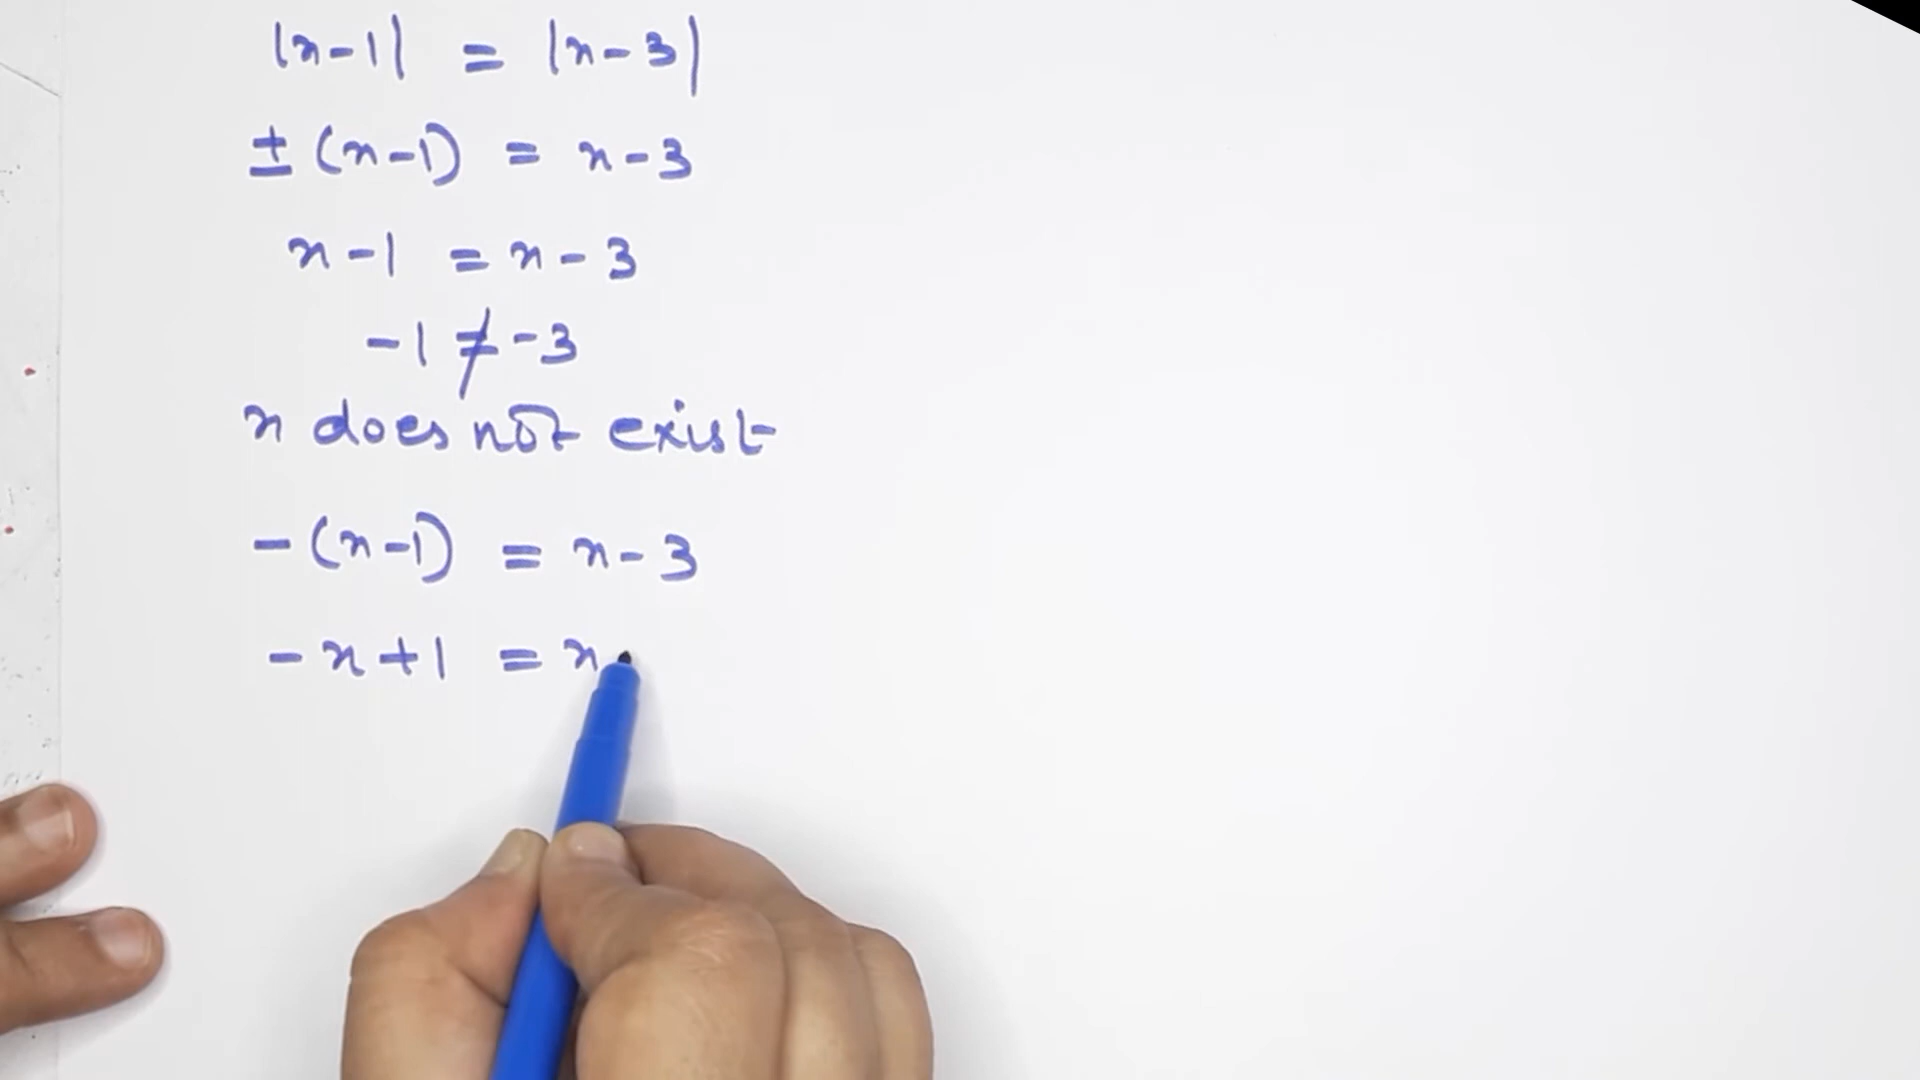 |x-1| = |x-3|
± (x-1) = x-3
x-1 = x-3
-1 ≠ -3
x does not exist
-(x-1) = x-3
-x+1 = x